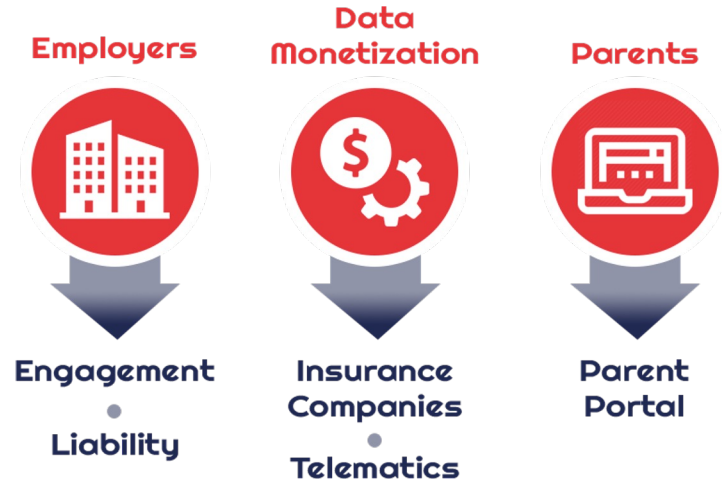 Employers
Data
Monetization
Parents
$
Engagement
Liability
Insurance
Companies
Telematics
Parent
Portal